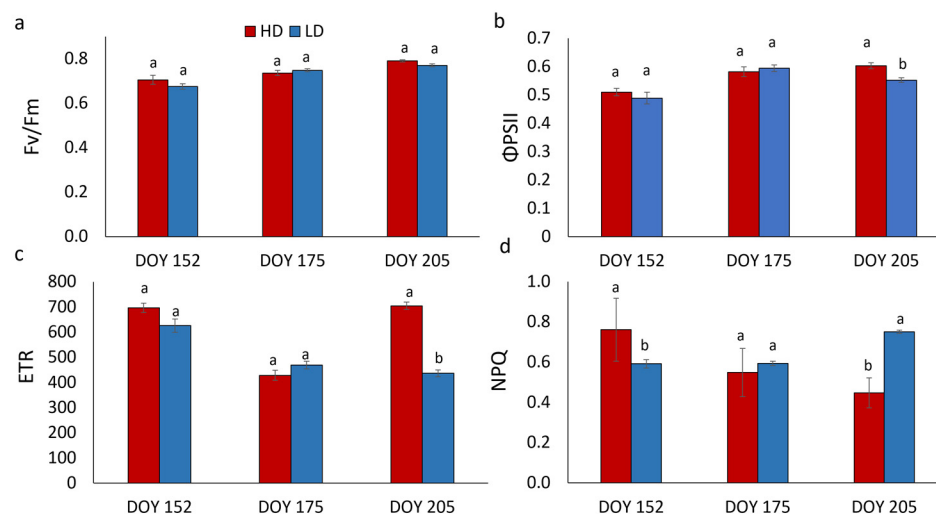 a
HD LD
a a a a a a
Fv/Fm
0.8
0.6
0.4
0.2
0.0
DOY 152 DOY 175 DOY 205
b
a a a a a b
ΦPSII
0.7
0.6
0.5
0.4
0.3
0.2
0.1
0
DOY 152 DOY 175 DOY 205
c
a a a a a b
ETR
800
700
600
500
400
300
200
100
0
DOY 152 DOY 175 DOY 205
d
a b a a b a
NPQ
1.0
0.8
0.6
0.4
0.2
0.0
DOY 152 DOY 175 DOY 205